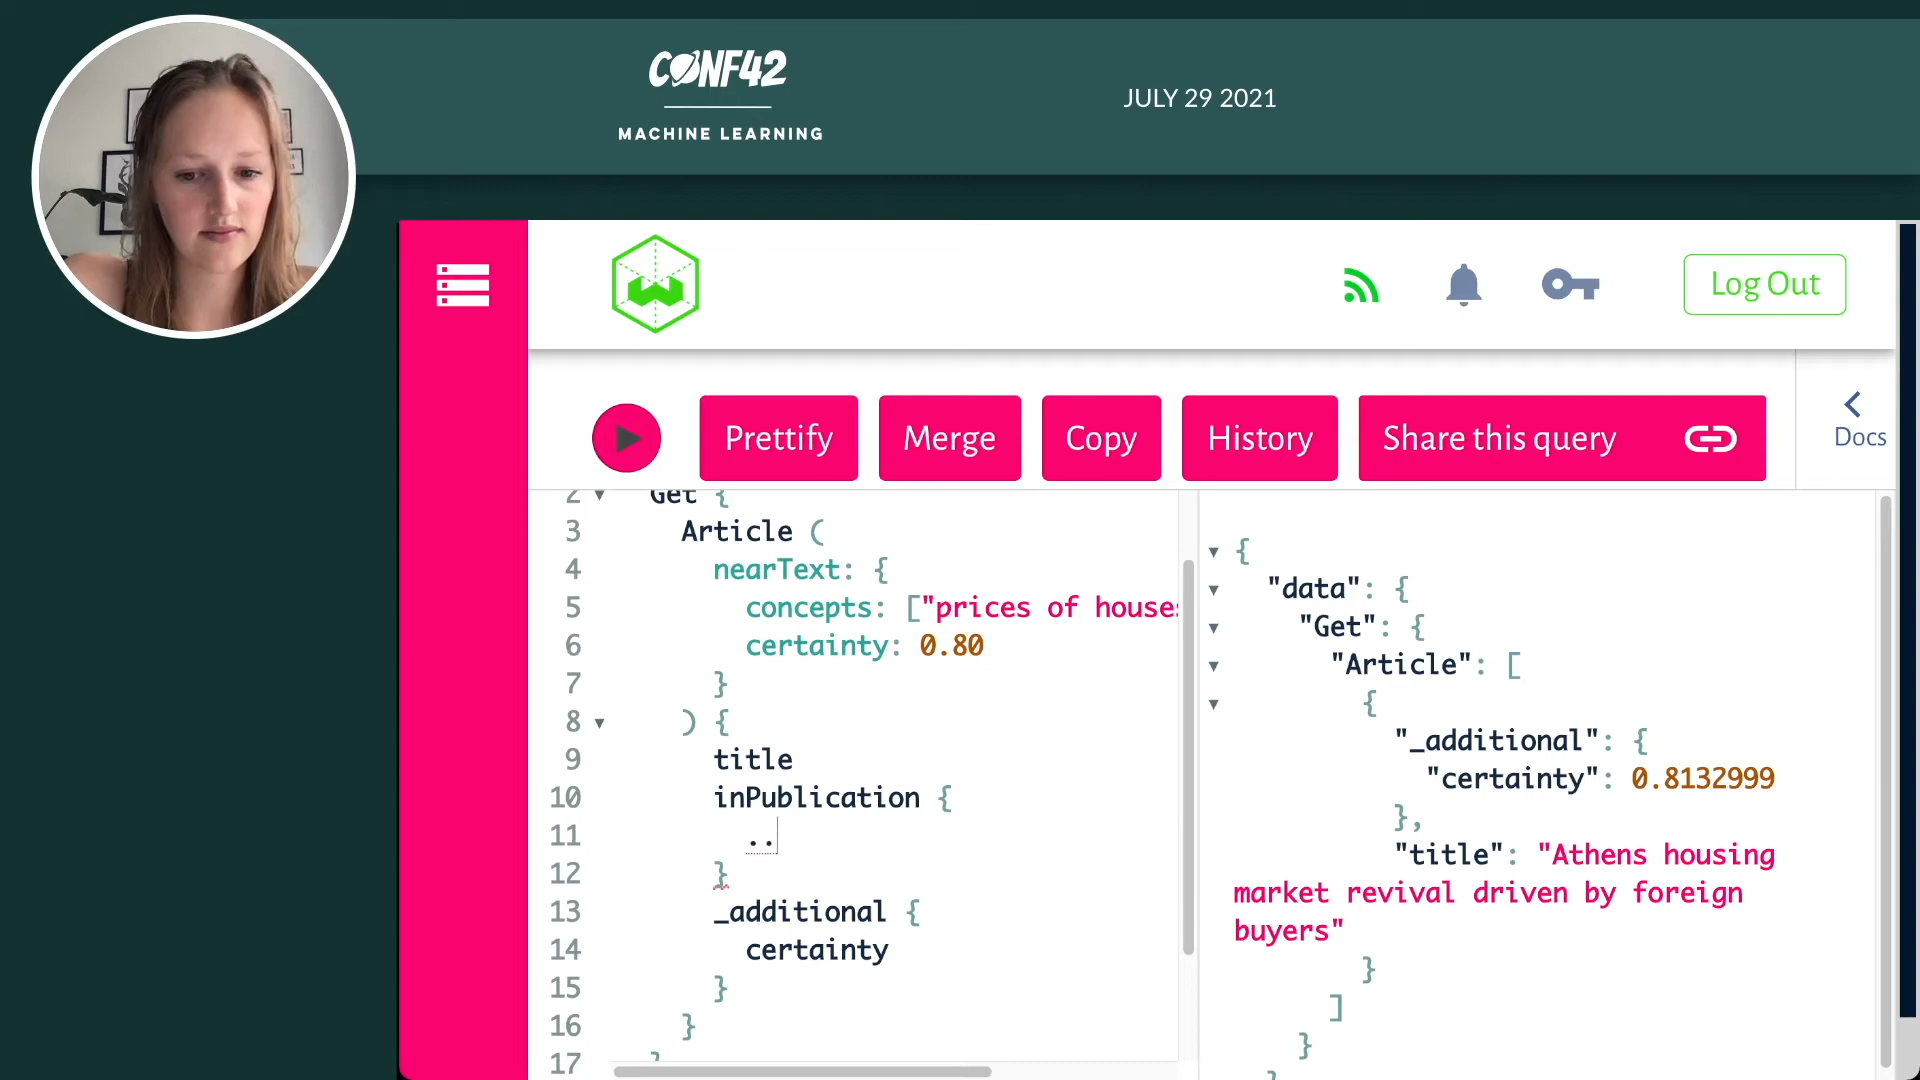 CONF42
MACHINE LEARNING
JULY 29 2021
Log Out
Prettify
Merge
Copy
History
Share this query
Docs
2 Get {
3 Article (
4 nearText: {
5 concepts: ["prices of houses
6 certainty: 0.80
7 }
8 ) {
9 title
10 inPublication {
11 ..
12 }
13 _additional {
14 certainty
15 }
16 }
17 }
{
"data": {
"Get": {
"Article": [
{
"_additional": {
"certainty": 0.8132999
},
"title": "Athens housing
market revival driven by foreign
buyers"
}
]
}
}